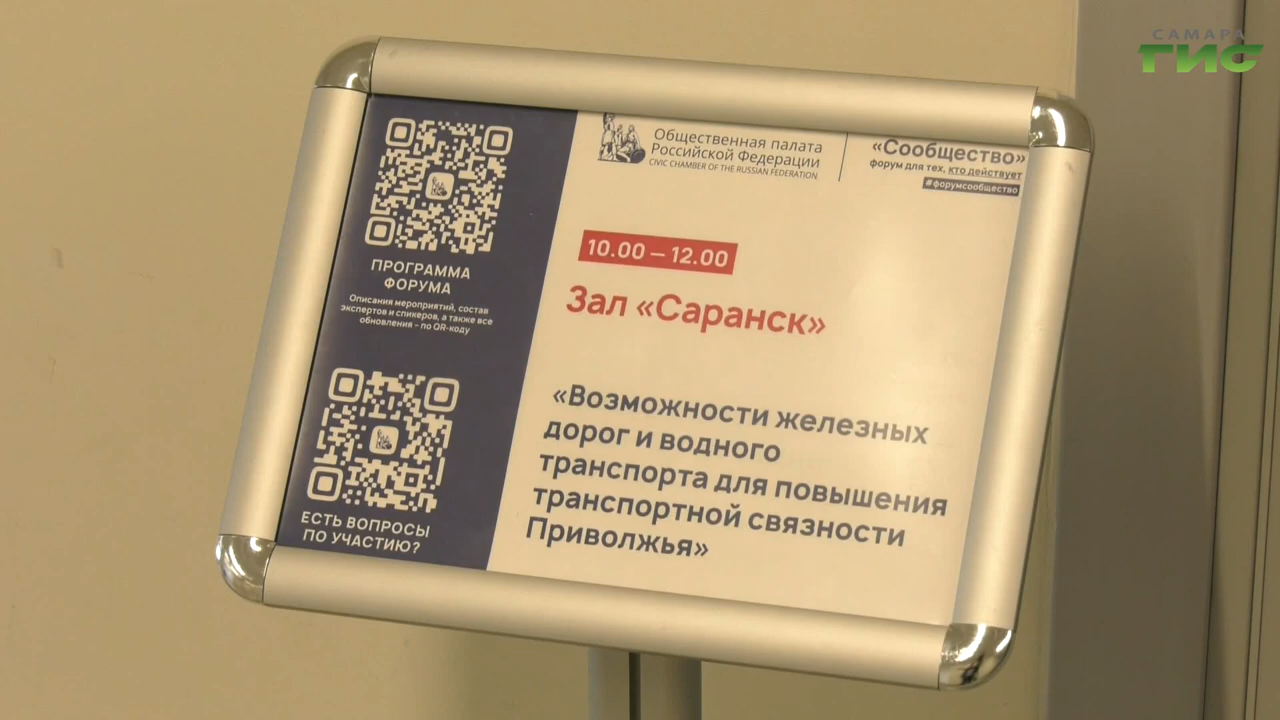 САМАРА
ГИС
Общественная палата
Российской Федерации
CIVIC CHAMBER OF THE RUSSIAN FEDERATION
«Сообщество»
форум для тех, кто действует
#форумсообщество
ПРОГРАММА
ФОРУМА
Описания мероприятий, состав
экспертов и спикеров, а также все
обновления – по QR-коду
ЕСТЬ ВОПРОСЫ
ПО УЧАСТИЮ?
10.00 – 12.00
Зал «Саранск»
«Возможности железных
дорог и водного
транспорта для повышения
транспортной связности
Приволжья»